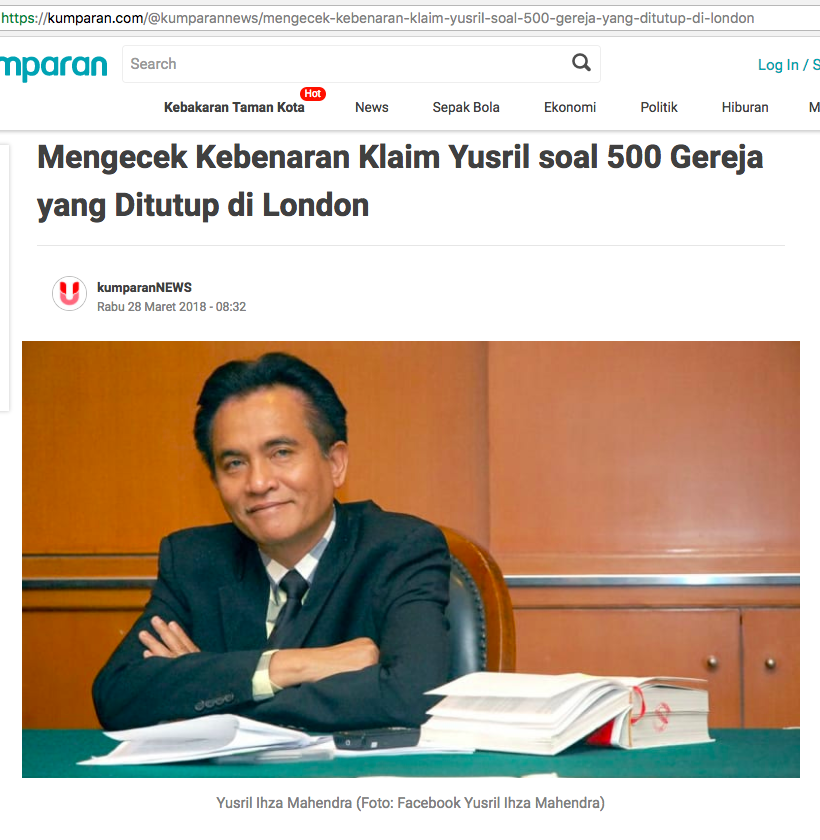 https://kumparan.com/@kumparannews/mengecek-kebenaran-klaim-yusril-soal-500-gereja-yang-ditutup-di-london
mparan
Search
Log In / S
Hot
Kebakaran Taman Kota News Sepak Bola Ekonomi Politik Hiburan M
Mengecek Kebenaran Klaim Yusril soal 500 Gereja
yang Ditutup di London
kumparanNEWS
Rabu 28 Maret 2018 - 08:32
Yusril Ihza Mahendra (Foto: Facebook Yusril Ihza Mahendra)